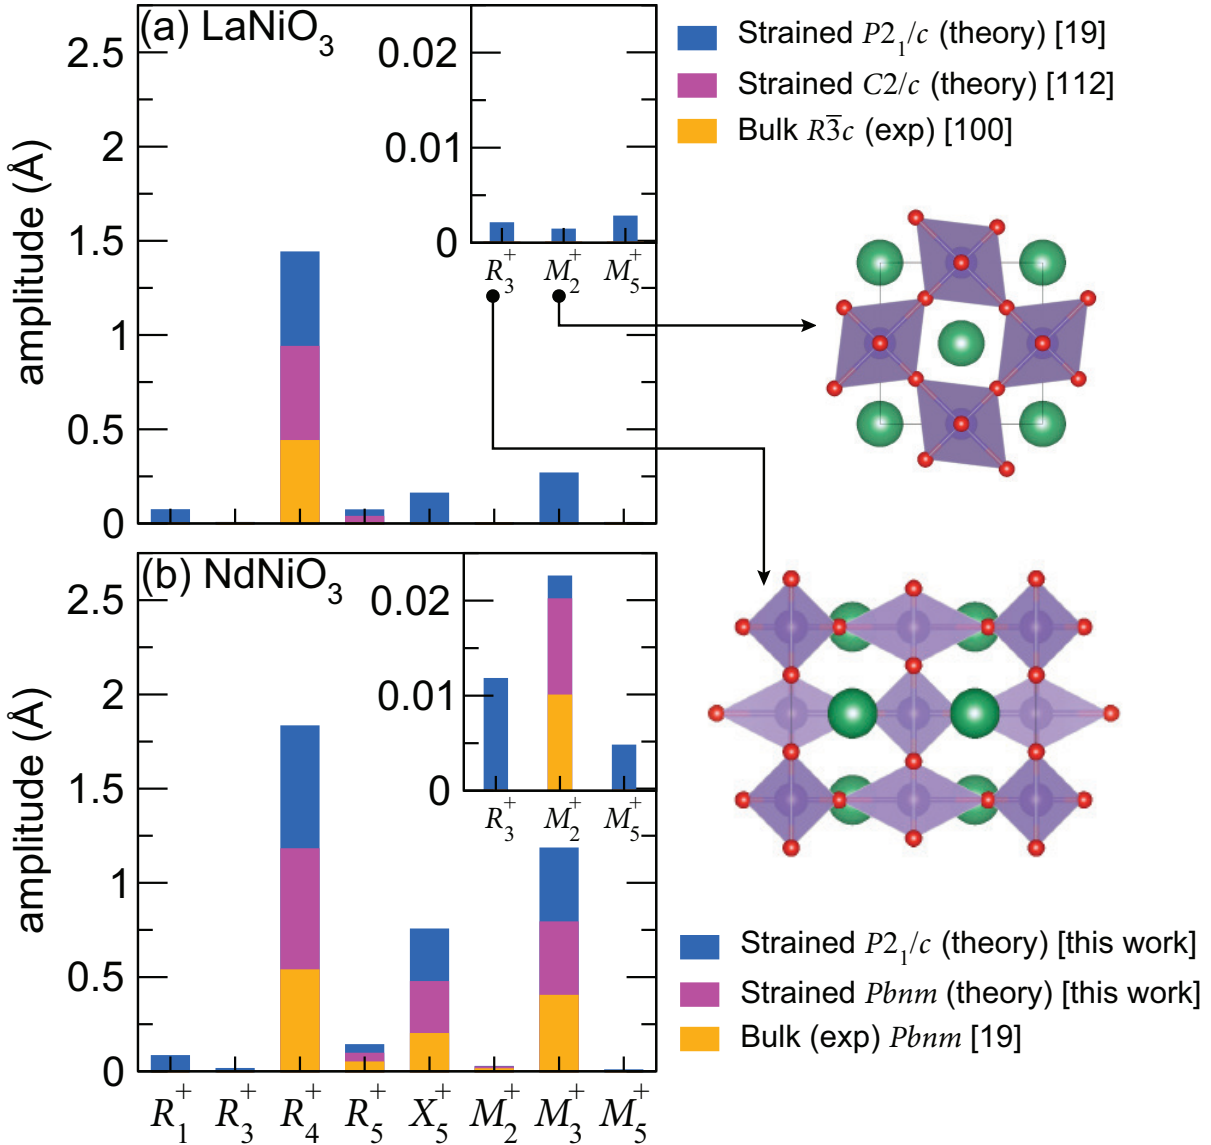 (a) LaNiO₃
amplitude (Å)
2.5
2
1.5
1
0.5
0
0.02
0.01
0
R₃⁺ M₂⁺ M₅⁺
Strained P2₁/c (theory) [19]
Strained C2/c (theory) [112]
Bulk R3̅c (exp) [100]
(b) NdNiO₃
amplitude (Å)
2.5
2
1.5
1
0.5
0
0.02
0.01
0
R₃⁺ M₂⁺ M₅⁺
R₁⁺ R₃⁺ R₄⁺ R₅⁺ X₅⁺ M₂⁺ M₃⁺ M₅⁺
Strained P2₁/c (theory) [this work]
Strained Pbnm (theory) [this work]
Bulk (exp) Pbnm [19]